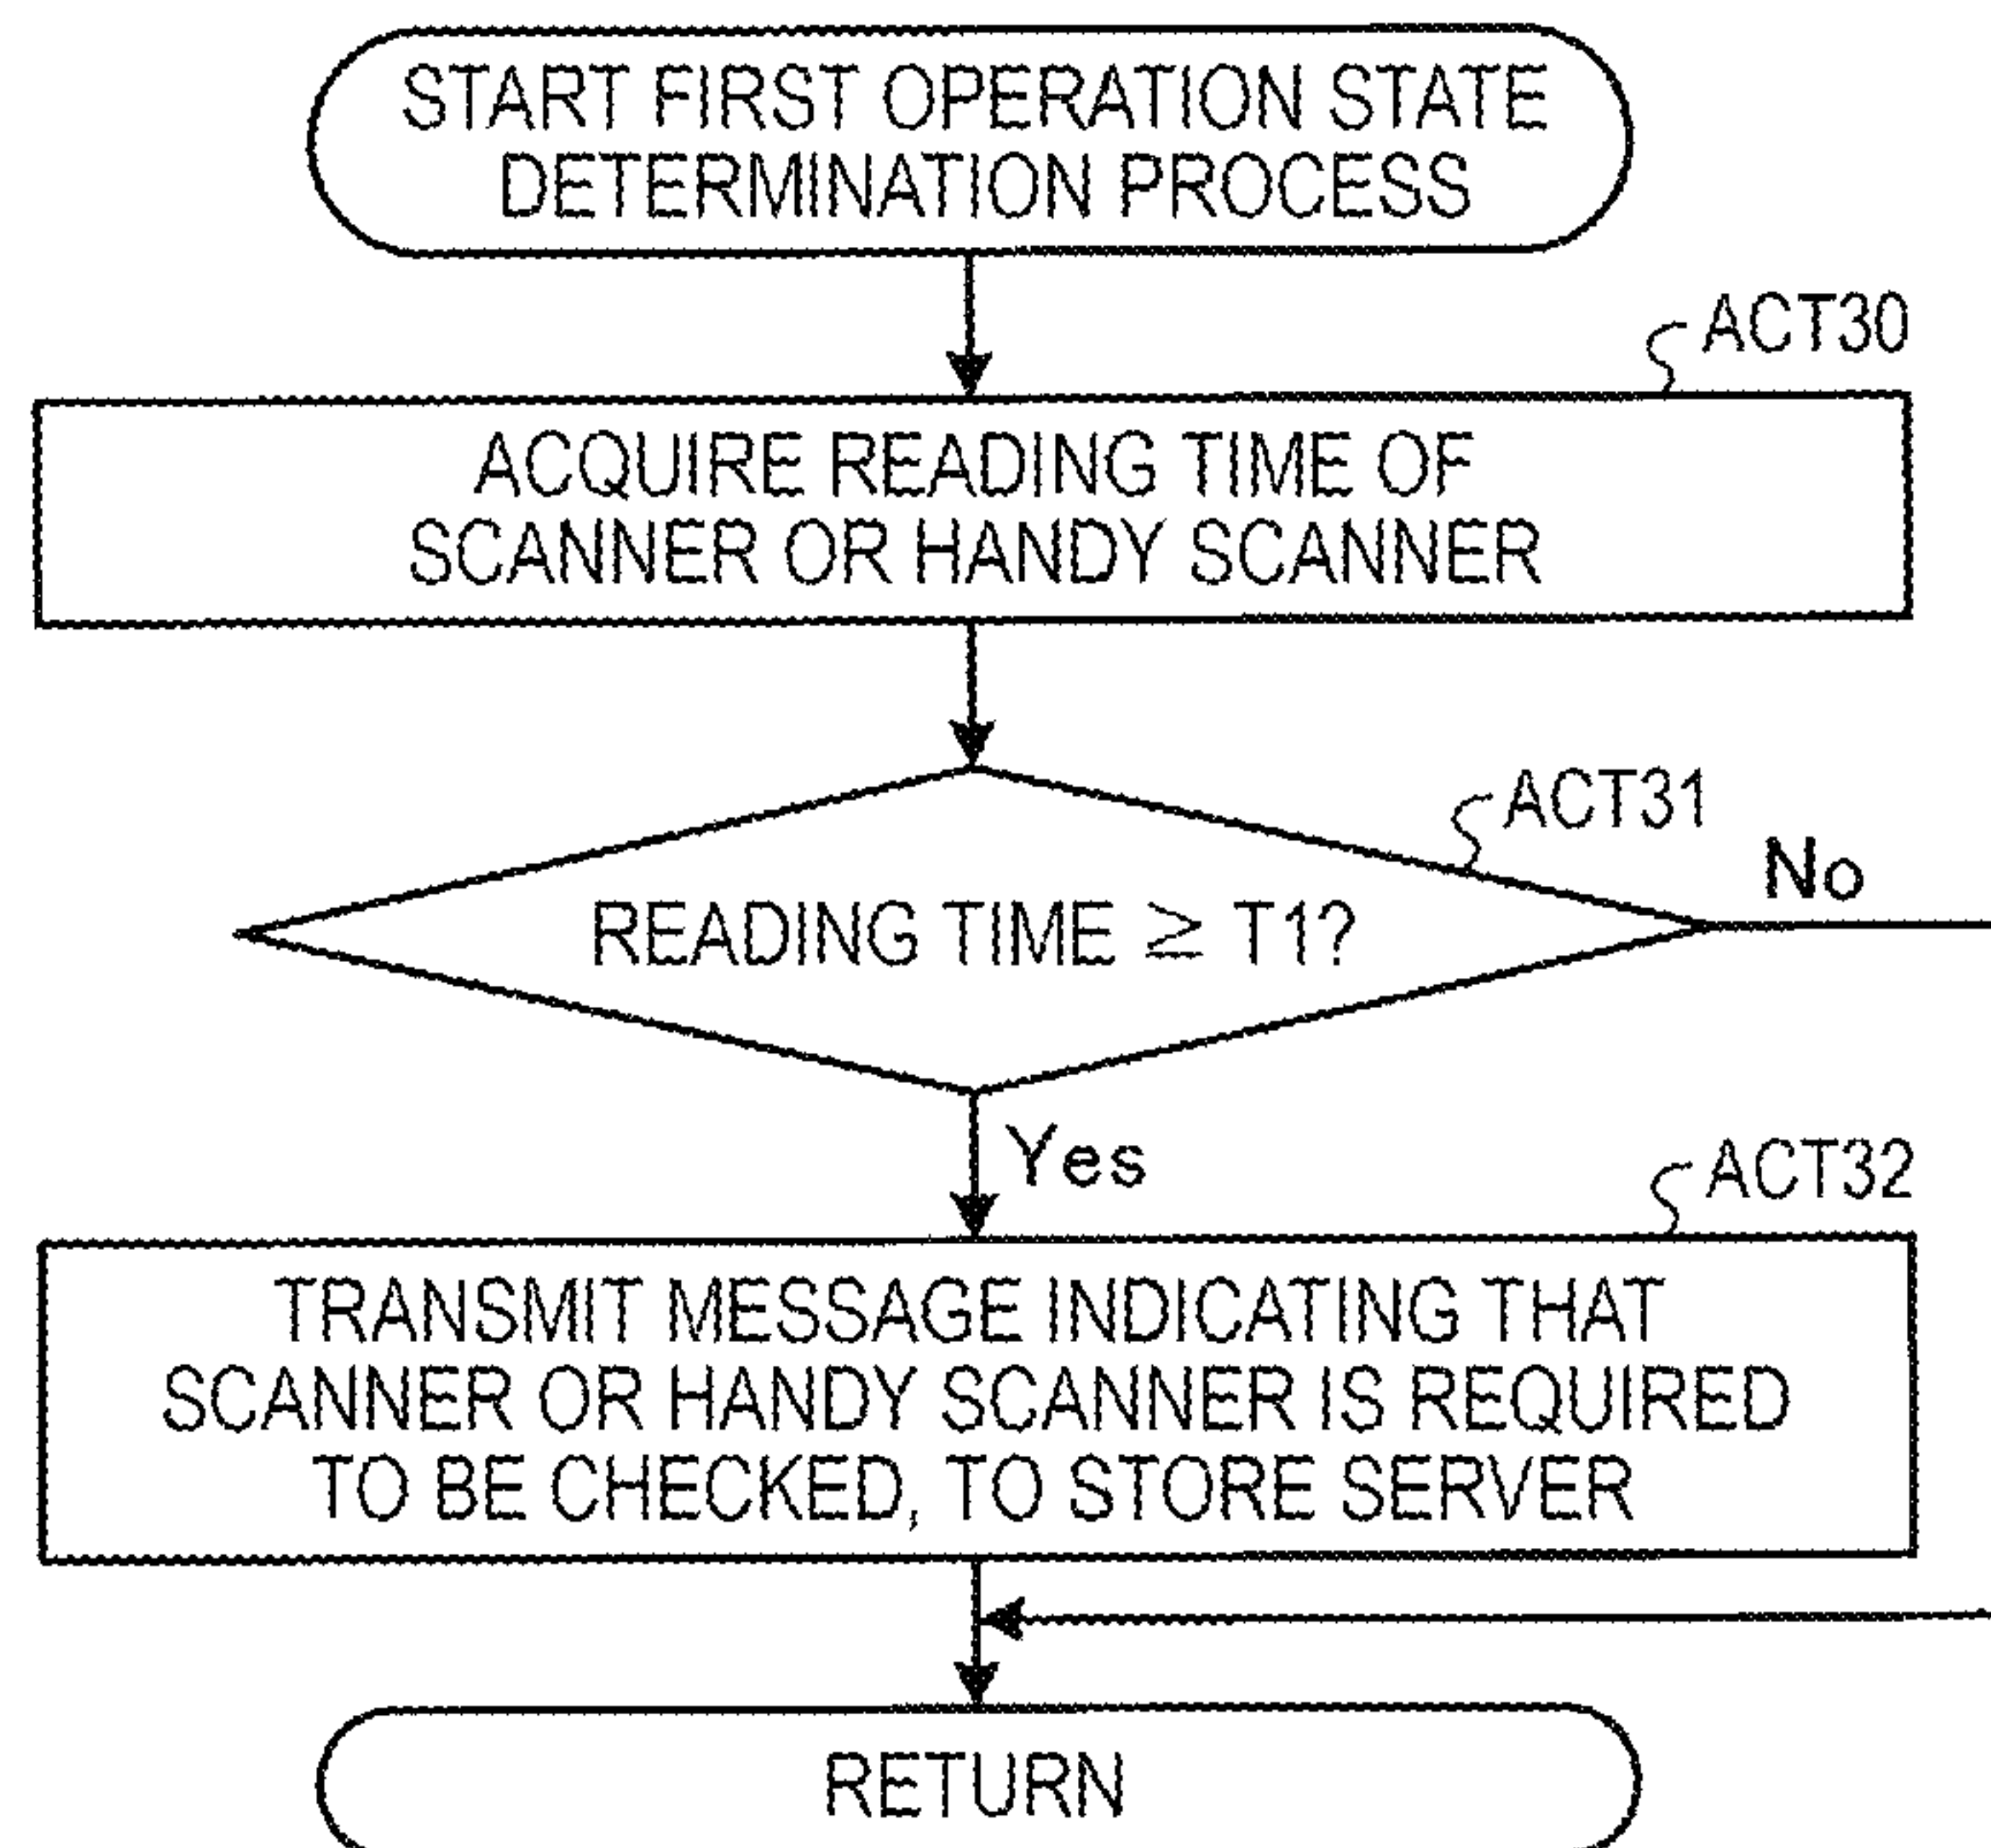 START FIRST OPERATION STATE
DETERMINATION PROCESS
ACT30
ACQUIRE READING TIME OF
SCANNER OR HANDY SCANNER
ACT31
No
READING TIME ≧ T1?
Yes
ACT32
TRANSMIT MESSAGE INDICATING THAT
SCANNER OR HANDY SCANNER IS REQUIRED
TO BE CHECKED, TO STORE SERVER
RETURN